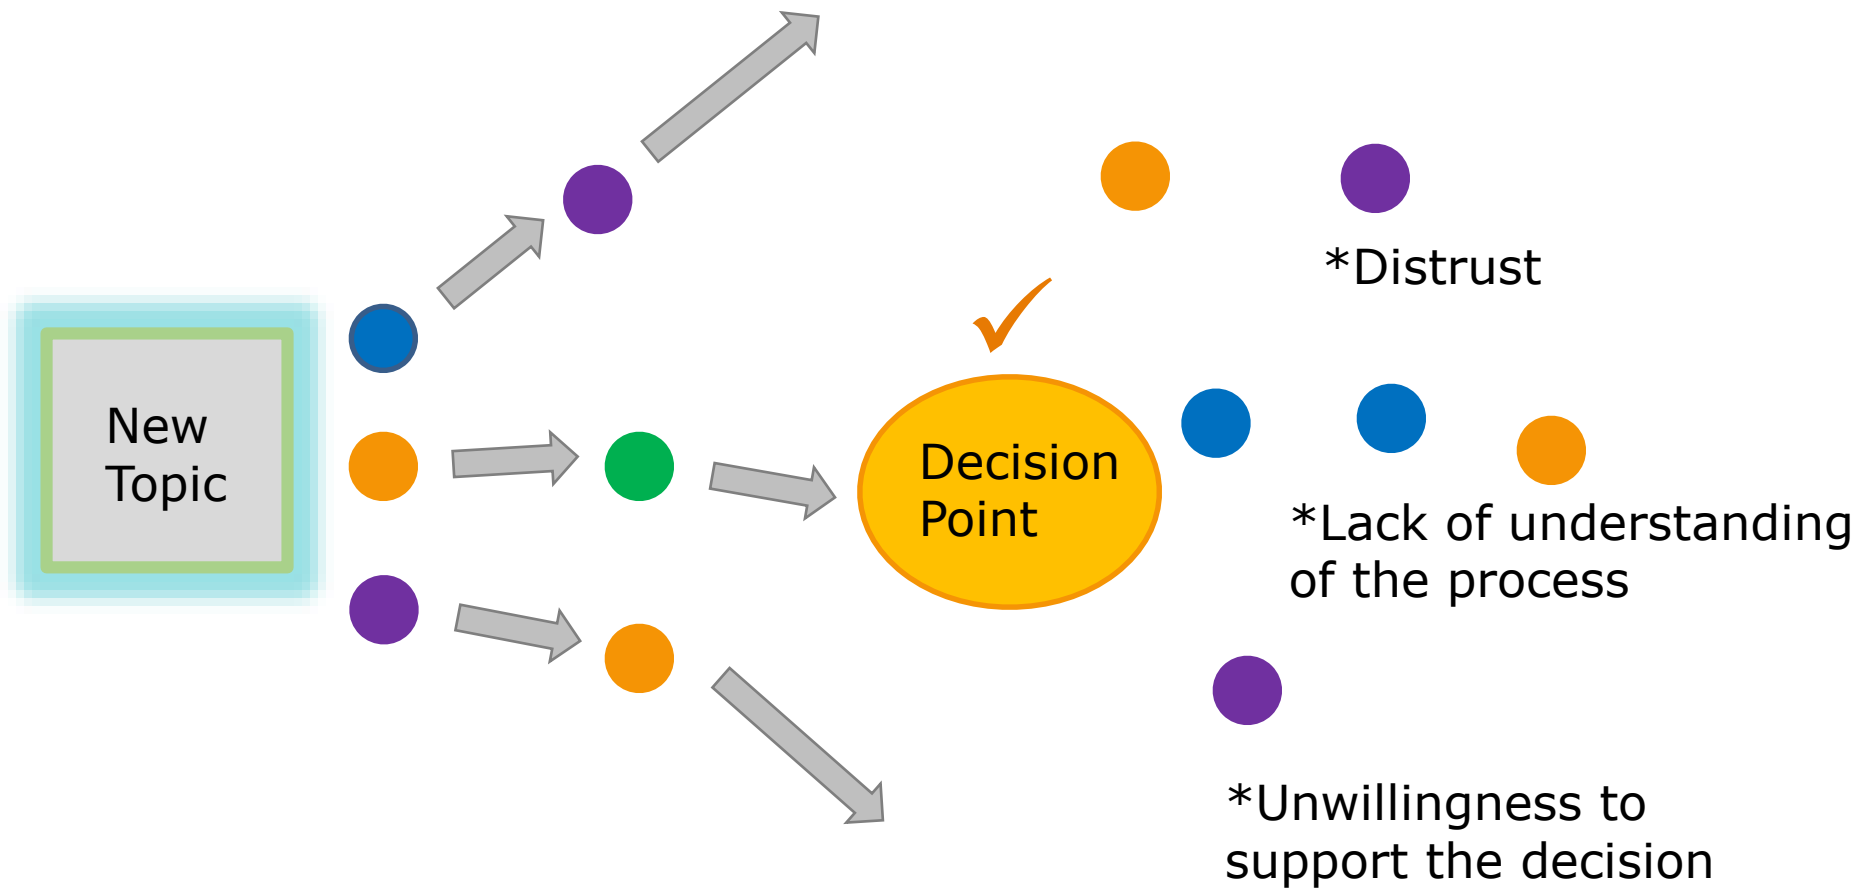 New
Topic
Decision
Point
*Distrust
*Lack of understanding
of the process
*Unwillingness to
support the decision